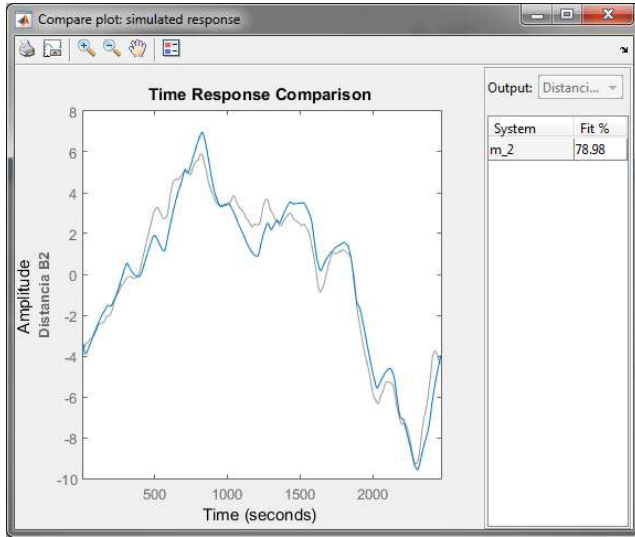 Compare plot: simulated response
Output: Distanci...
System Fit %
m_2 78.98
Time Response Comparison
Amplitude
Distancia B2
8
6
4
2
0
-2
-4
-6
-8
-10
500 1000 1500 2000
Time (seconds)